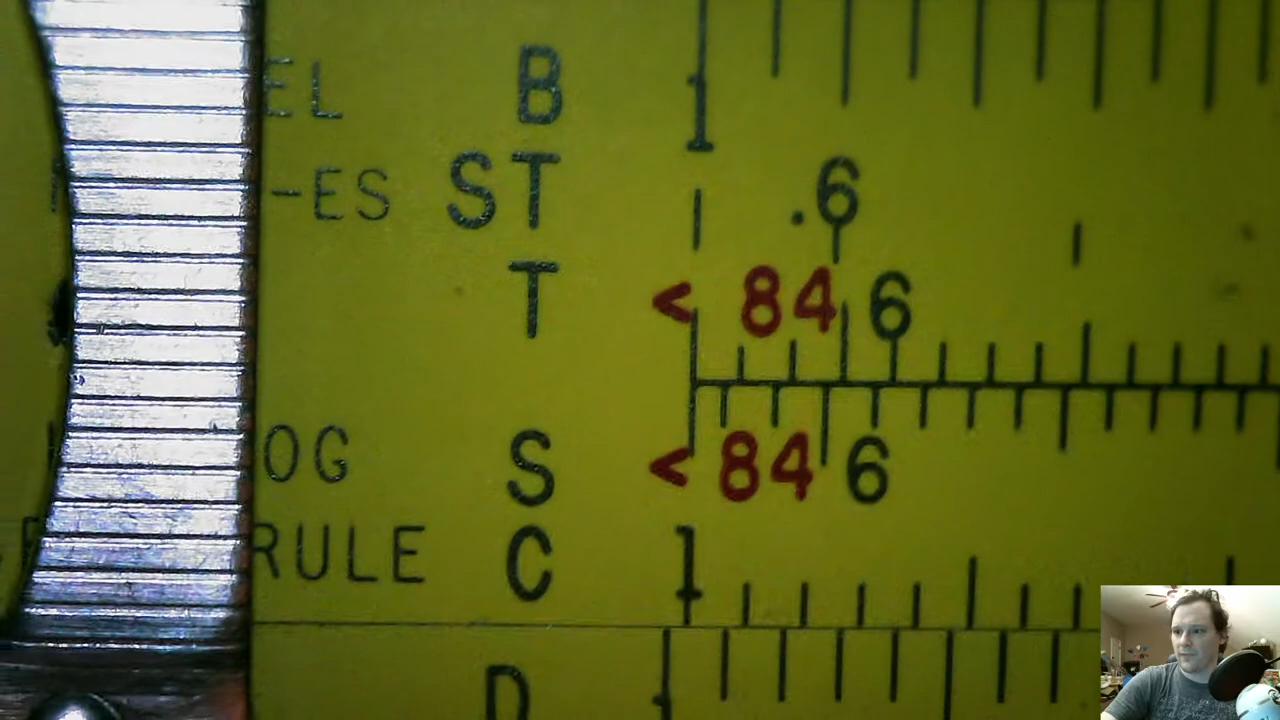 EL B 1
-ES ST .6
T < 84 6
OG S < 84 6
RULE C 1
D